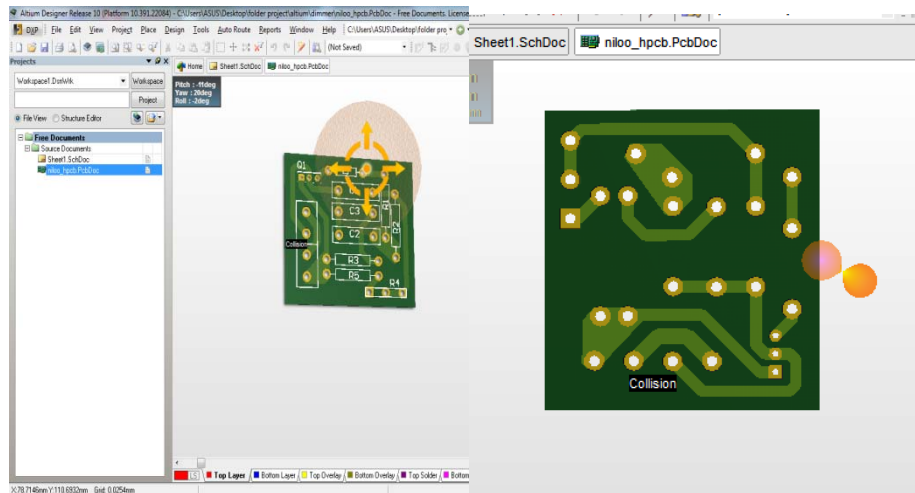 Altium Designer Release 10 (Platform 10.391.22084) - C:\Users\ASUS\Desktop\folder project\altium\dimmer\niloo_hpcb.PcbDoc - Free Documents. License
DXP File Edit View Project Place Design Tools Auto Route Reports Window Help C:\Users\ASUS\Desktop\folder proj
(Not Saved)
Projects
Home Sheet1.SchDoc niloo_hpcb.PcbDoc
Workspace1.DsnWrk Workspace
Project
File View Structure Editor
Free Documents
Source Documents
Sheet1.SchDoc
niloo_hpcb.PcbDoc
Pitch : -11deg
Yaw : 20deg
Roll : -2deg
Q1
C3
R2
C2
Collision
R3
R5
R4
LS Top Layer Bottom Layer Top Overlay Bottom Overlay Top Solder Bottom
X:78.7146mm Y:110.6932mm Grid: 0.0254mm
Sheet1.SchDoc niloo_hpcb.PcbDoc
Collision